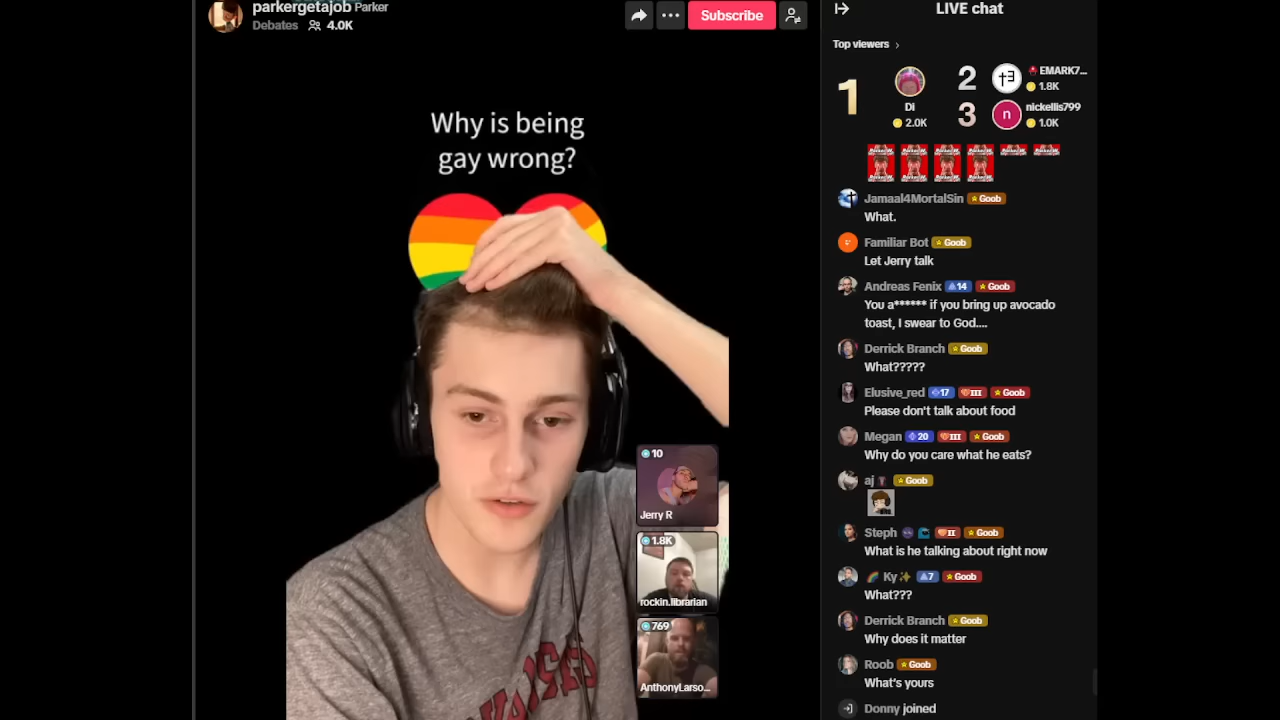 parkergetajob Parker
Debates 4.0K
Subscribe
Why is being
gay wrong?
10
Jerry R
1.8K
rockin.librarian
769
AnthonyLarso...
LIVE chat
Top viewers
1
Di
2.0K
2
EMARK7...
1.8K
3
n
nickellis799
1.0K
Jamaal4MortalSin Goob
What.
Familiar Bot Goob
Let Jerry talk
Andreas Fenix 14 Goob
You a****** if you bring up avocado
toast, I swear to God....
Derrick Branch Goob
What?????
Elusive_red 17 III Goob
Please don't talk about food
Megan 20 III Goob
Why do you care what he eats?
aj Goob
Steph II Goob
What is he talking about right now
Ky 7 Goob
What???
Derrick Branch Goob
Why does it matter
Roob Goob
What's yours
Donny joined